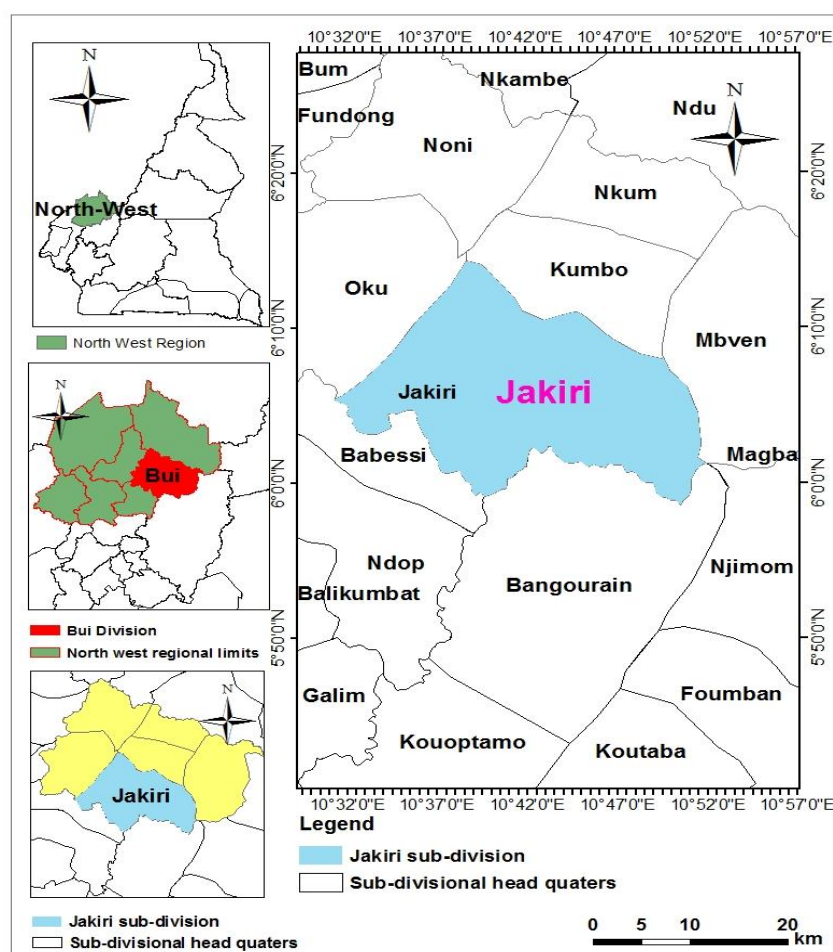 N
North-West
North West Region
N
Bui
Bui Division
North west regional limits
N
Jakiri
Jakiri sub-division
Sub-divisional head quaters
10°32'0"E 10°37'0"E 10°42'0"E 10°47'0"E 10°52'0"E 10°57'0"E
6°20'0"N
6°10'0"N
6°0'0"N
5°50'0"N
Bum
Nkambe
Ndu
N
Fundong
Noni
Nkum
Kumbo
Oku
Mbven
Jakiri
Jakiri
Babessi
Magba
Ndop
Bangourain
Njimom
Balikumbat
Galim
Foumban
Kouoptamo
Koutaba
6°20'0"N
6°10'0"N
6°0'0"N
5°50'0"N
10°32'0"E 10°37'0"E 10°42'0"E 10°47'0"E 10°52'0"E 10°57'0"E
Legend
Jakiri sub-division
Sub-divisional head quaters
0 5 10 20
km